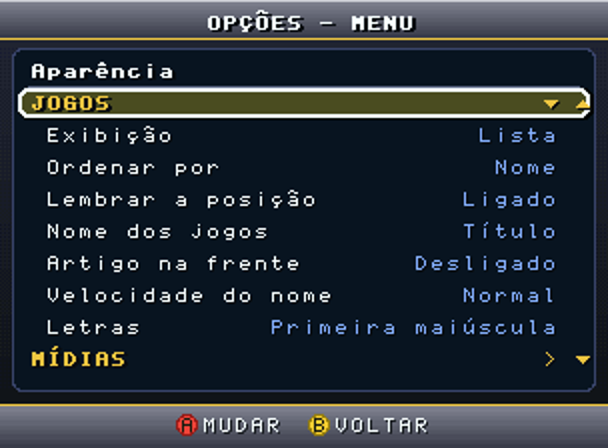 OPÇÕES - MENU
Aparência
JOGOS
Exibição Lista
Ordenar por Nome
Lembrar a posição Ligado
Nome dos jogos Título
Artigo na frente Desligado
Velocidade do nome Normal
Letras Primeira maiúscula
MÍDIAS >
A MUDAR B VOLTAR